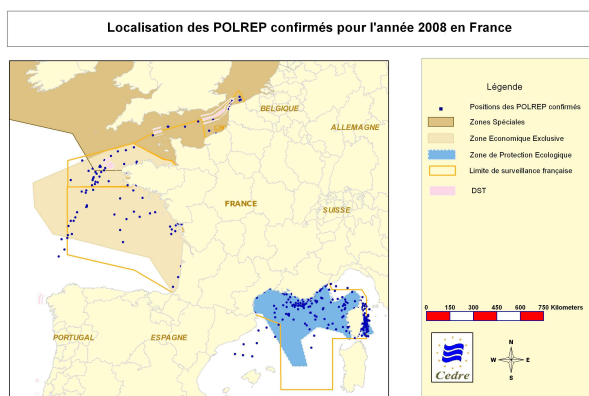 Localisation des POLREP confirmés pour l'année 2008 en France
BELGIQUE
ALLEMAGNE
FRANCE
SUISSE
PORTUGAL
ESPAGNE
Légende
Positions des POLREP confirmés
Zones Spéciales
Zone Economique Exclusive
Zone de Protection Ecologique
Limite de surveillance française
DST
0 150 300 450 600 750 Kilometers
Cedre
N
W E
S